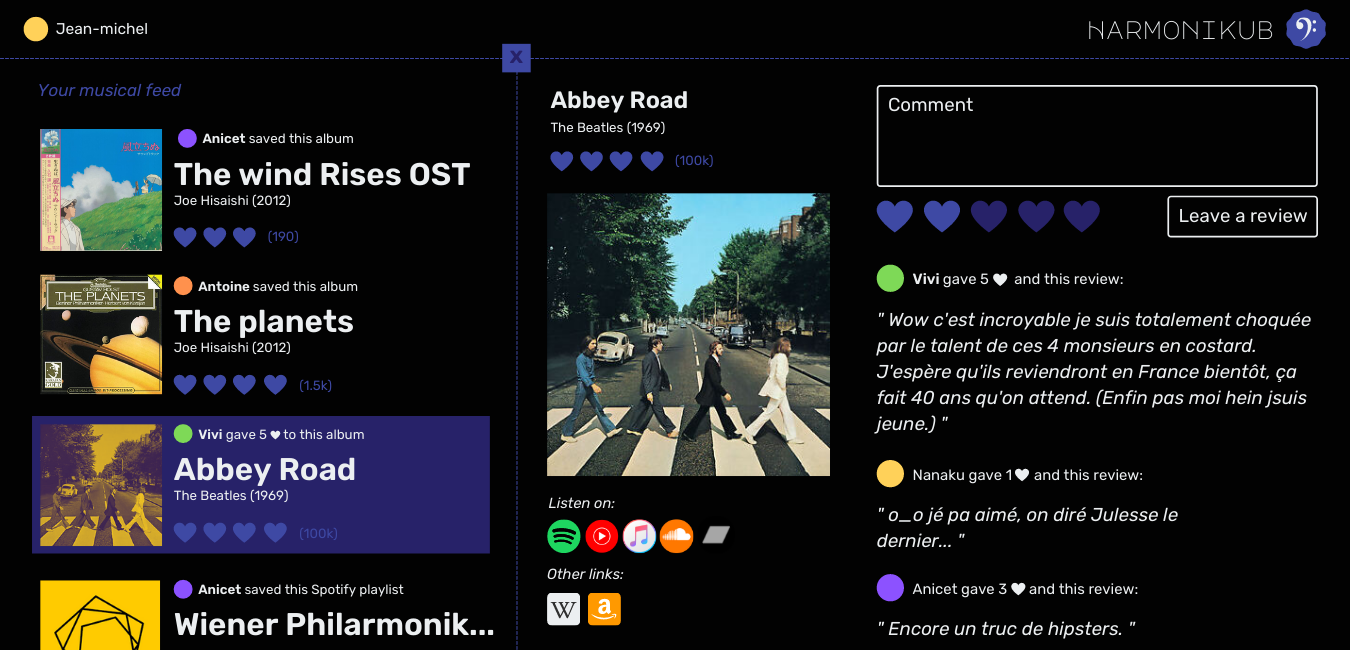 Jean-michel
HARMONIKUB
X
Your musical feed
Anicet saved this album
The wind Rises OST
Joe Hisaishi (2012)
(190)
THE PLANETS
Antoine saved this album
The planets
Joe Hisaishi (2012)
(1.5k)
Vivi gave 5 to this album
Abbey Road
The Beatles (1969)
(100k)
Anicet saved this Spotify playlist
Wiener Philarmonik...
Abbey Road
The Beatles (1969)
(100k)
Listen on:
Other links:
W
a
Comment
Leave a review
Vivi gave 5 and this review:
" Wow c'est incroyable je suis totalement choquée
par le talent de ces 4 monsieurs en costard.
J'espère qu'ils reviendront en France bientôt, ça
fait 40 ans qu'on attend. (Enfin pas moi hein jsuis
jeune.) "
Nanaku gave 1 and this review:
" o_o jé pa aimé, on diré Julesse le
dernier... "
Anicet gave 3 and this review:
" Encore un truc de hipsters. "